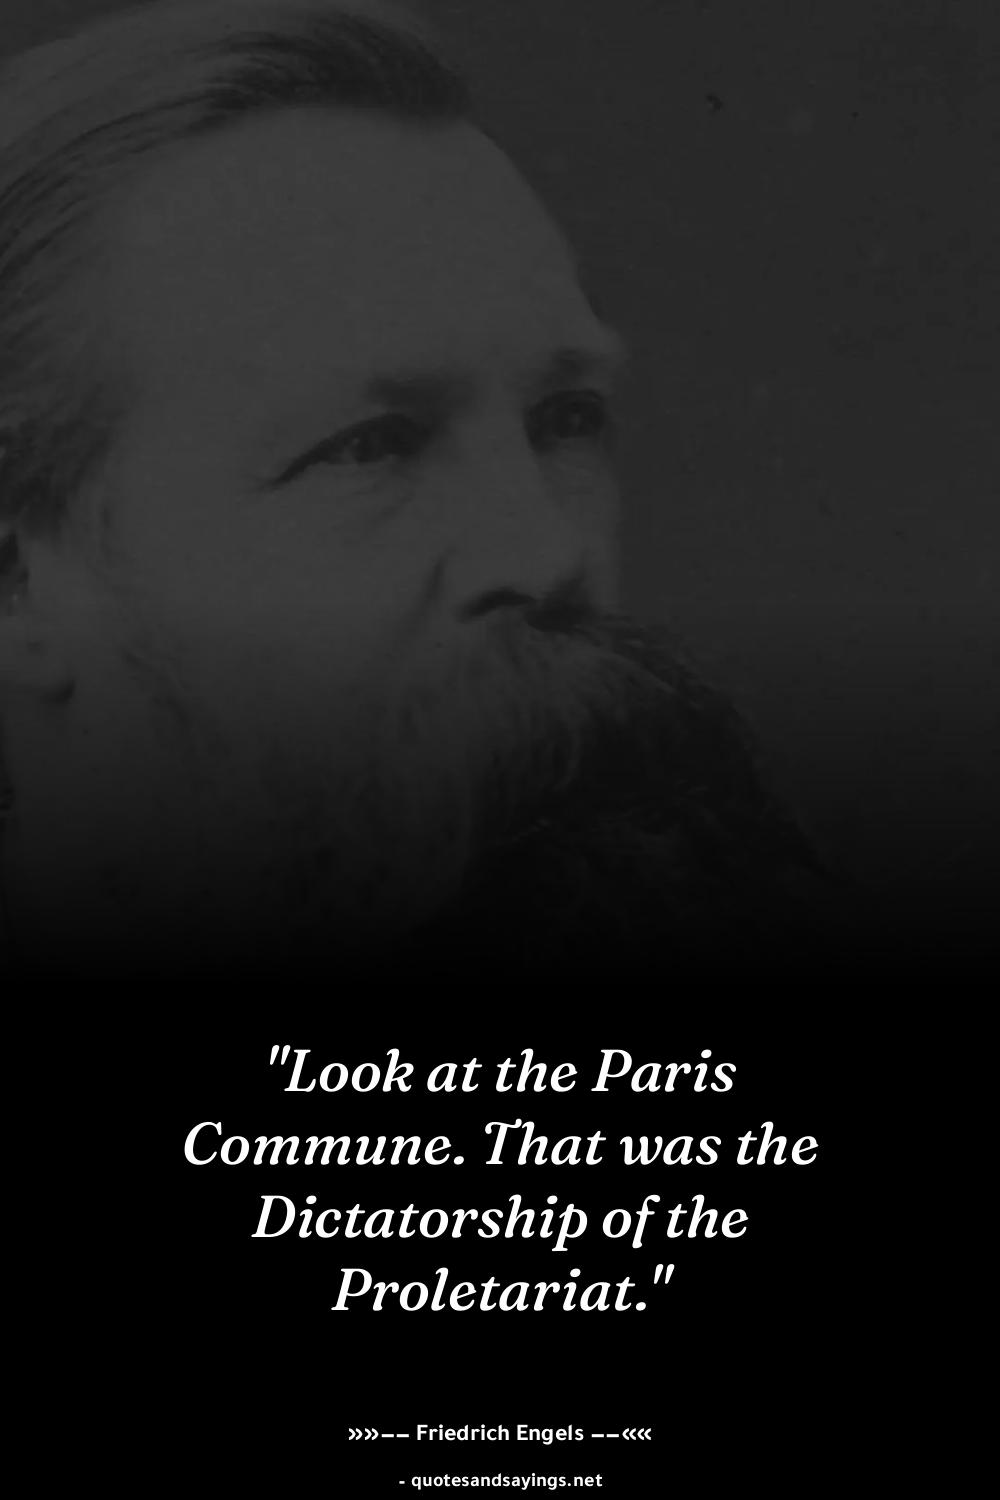 "Look at the Paris
Commune. That was the
Dictatorship of the
Proletariat."
»»−− Friedrich Engels −−««
- quotesandsayings.net